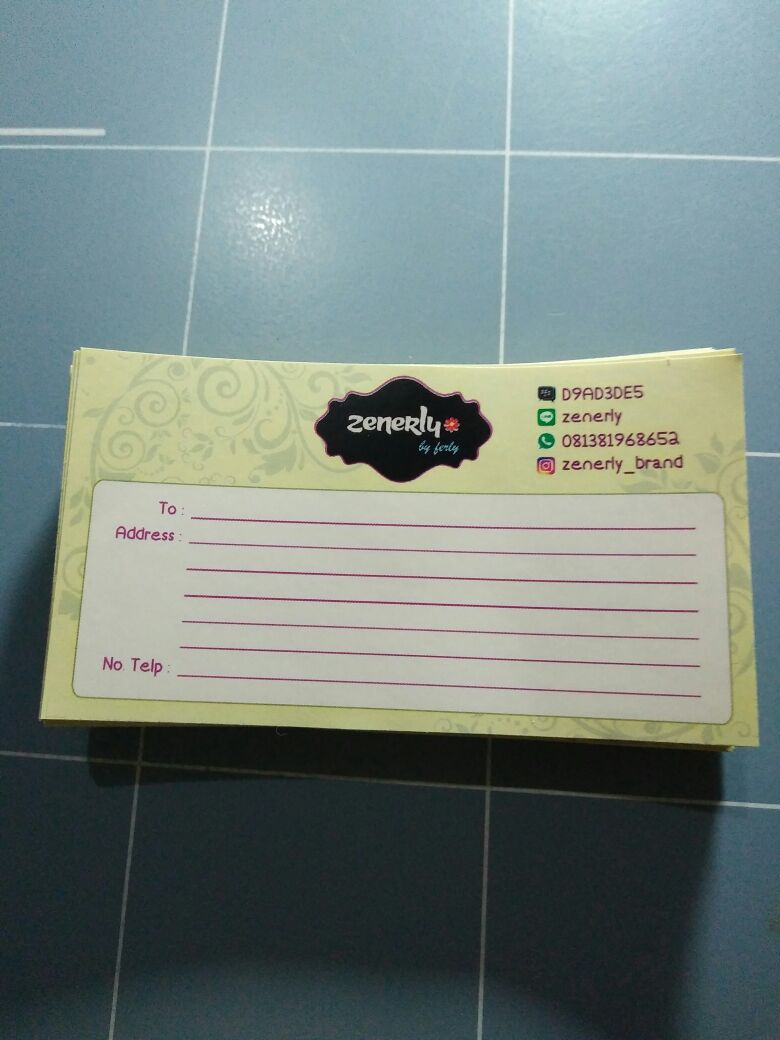 zenerly
by ferly
D9AD3DE5
zenerly
081381968652
zenerly_brand
To :
Address :
No. Telp :